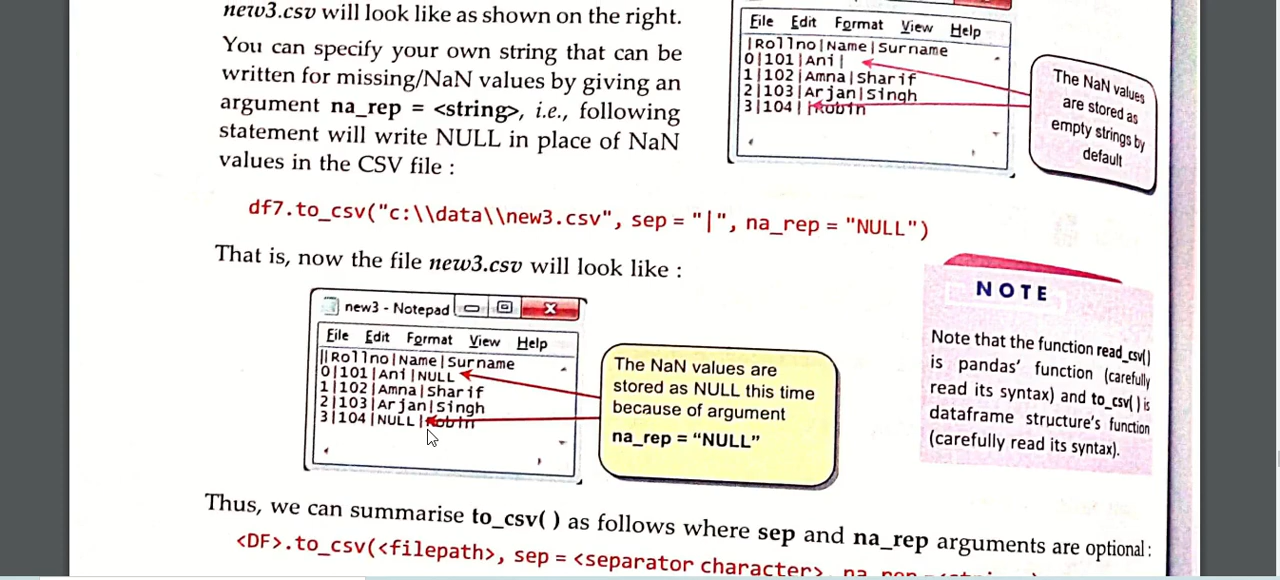 new3.csv will look like as shown on the right.
You can specify your own string that can be
written for missing/NaN values by giving an
argument na_rep = <string>, i.e., following
statement will write NULL in place of NaN
values in the CSV file :
File Edit Format View Help
|Rollno|Name|Surname
0|101|Ani|
1|102|Amna|Sharif
2|103|Arjan|Singh
3|104||Robin
The NaN values
are stored as
empty strings by
default
df7.to_csv("c:\\data\\new3.csv", sep = "|", na_rep = "NULL")
That is, now the file new3.csv will look like :
new3 - Notepad
File Edit Format View Help
|Rollno|Name|Surname
0|101|Ani|NULL
1|102|Amna|Sharif
2|103|Arjan|Singh
3|104|NULL|Robin
The NaN values are
stored as NULL this time
because of argument
na_rep = "NULL"
NOTE
Note that the function read_csv()
is pandas' function (carefully
read its syntax) and to_csv() is
dataframe structure's function
(carefully read its syntax).
Thus, we can summarise to_csv( ) as follows where sep and na_rep arguments are optional:
<DF>.to_csv(<filepath>, sep = <separator character>,